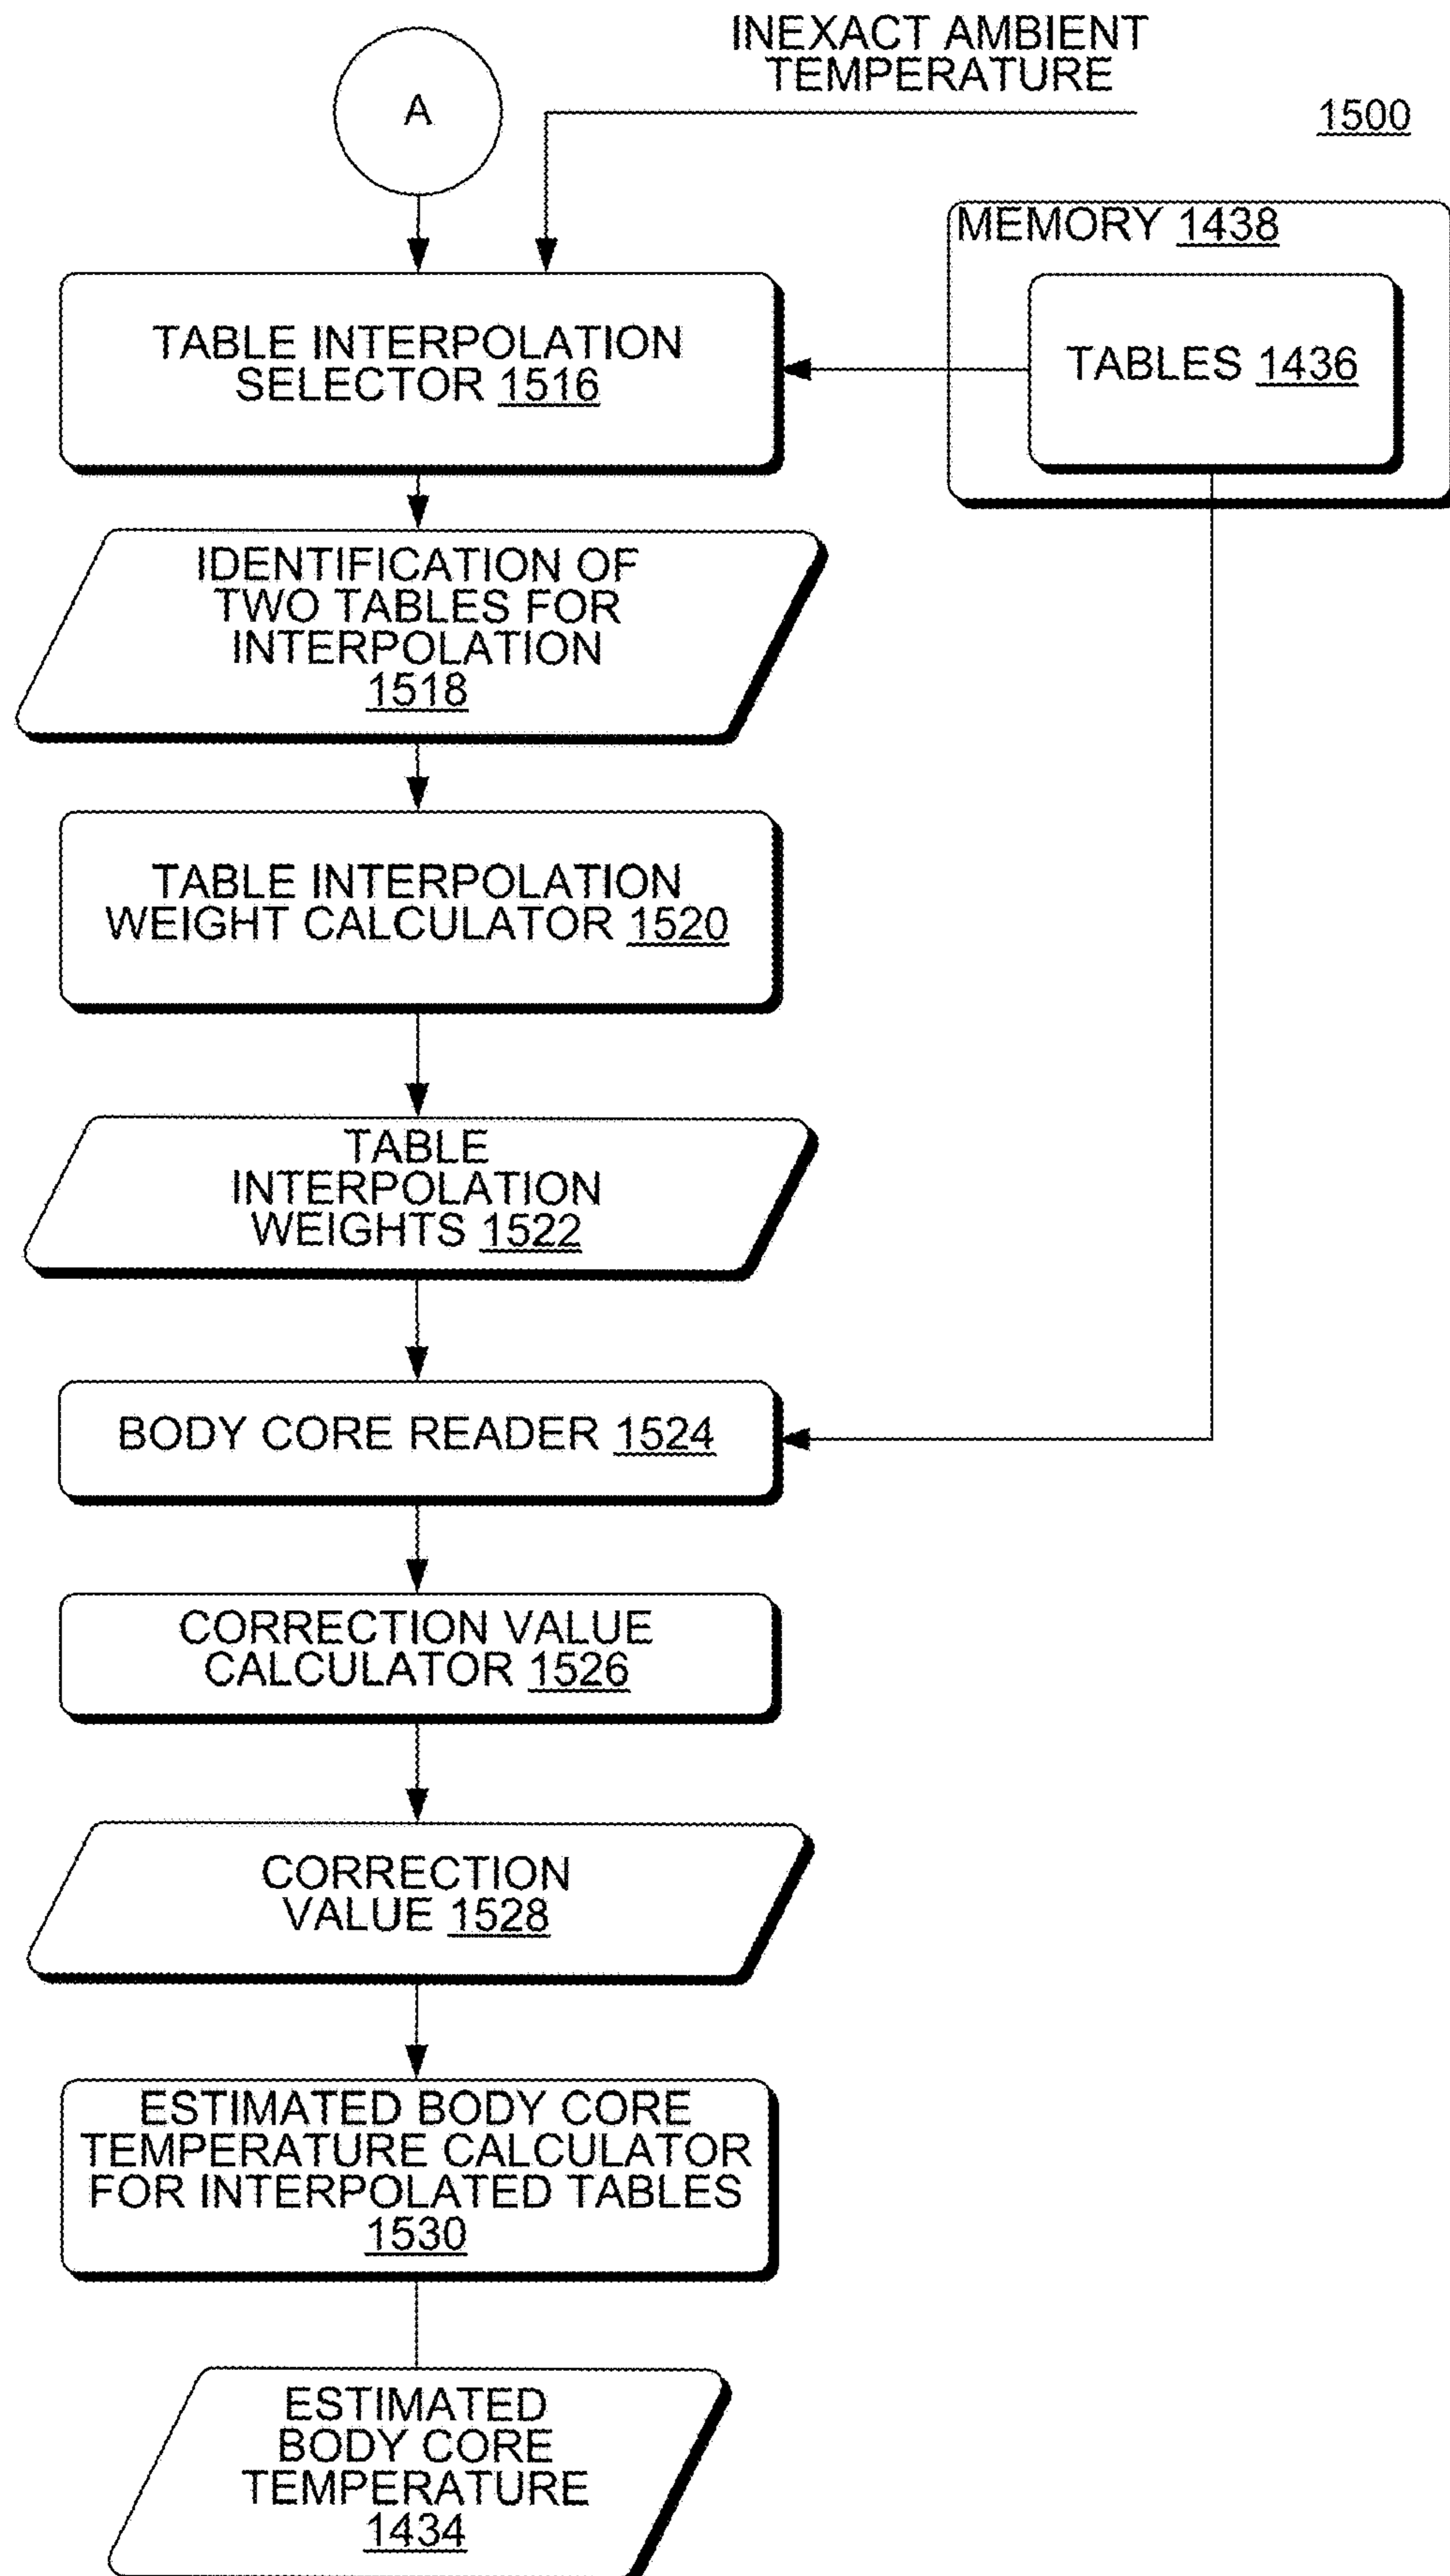 A
INEXACT AMBIENT
TEMPERATURE
1500
MEMORY 1438
TABLES 1436
TABLE INTERPOLATION
SELECTOR 1516
IDENTIFICATION OF
TWO TABLES FOR
INTERPOLATION
1518
TABLE INTERPOLATION
WEIGHT CALCULATOR 1520
TABLE
INTERPOLATION
WEIGHTS 1522
BODY CORE READER 1524
CORRECTION VALUE
CALCULATOR 1526
CORRECTION
VALUE 1528
ESTIMATED BODY CORE
TEMPERATURE CALCULATOR
FOR INTERPOLATED TABLES
1530
ESTIMATED
BODY CORE
TEMPERATURE
1434